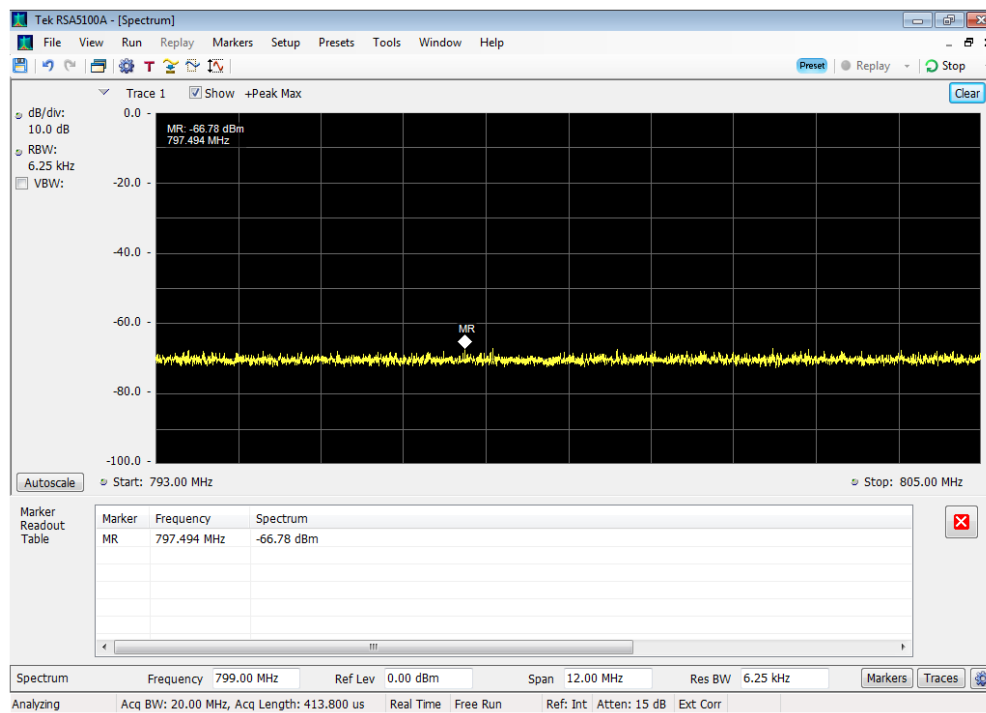 Tek RSA5100A - [Spectrum]
File View Run Replay Markers Setup Presets Tools Window Help
T Preset Replay Stop
Trace 1 Show +Peak Max Clear
dB/div:
10.0 dB
RBW:
6.25 kHz
VBW:
0.0 -
MR: -66.78 dBm
797.494 MHz
-20.0 -
-40.0 -
-60.0 -
MR
-80.0 -
-100.0 -
Autoscale Start: 793.00 MHz Stop: 805.00 MHz
Marker
Readout
Table
Marker Frequency Spectrum
MR 797.494 MHz -66.78 dBm
Spectrum Frequency 799.00 MHz Ref Lev 0.00 dBm Span 12.00 MHz Res BW 6.25 kHz Markers Traces
Analyzing Acq BW: 20.00 MHz, Acq Length: 413.800 us Real Time Free Run Ref: Int Atten: 15 dB Ext Corr